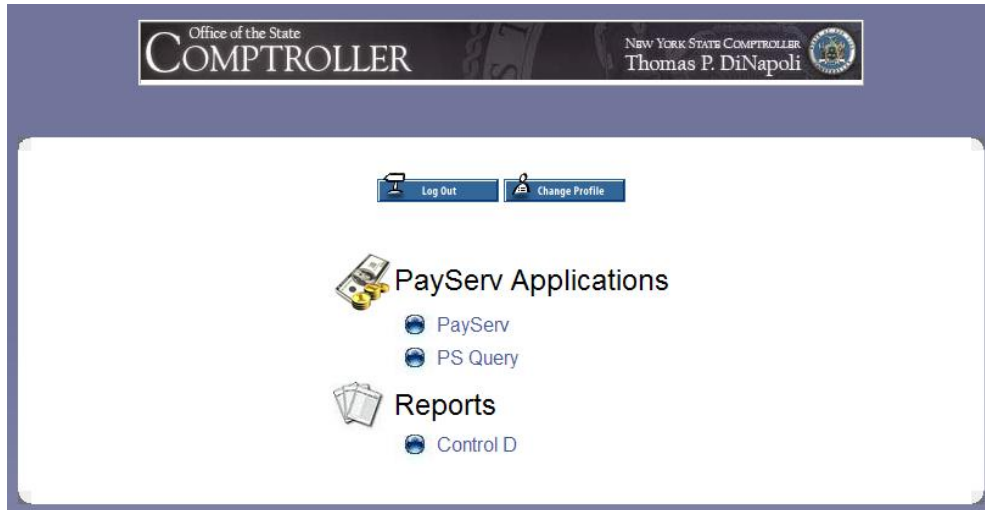 Office of the State
COMPTROLLER
New York State Comptroller
Thomas P. DiNapoli
Log Out
Change Profile
PayServ Applications
PayServ
PS Query
Reports
Control D